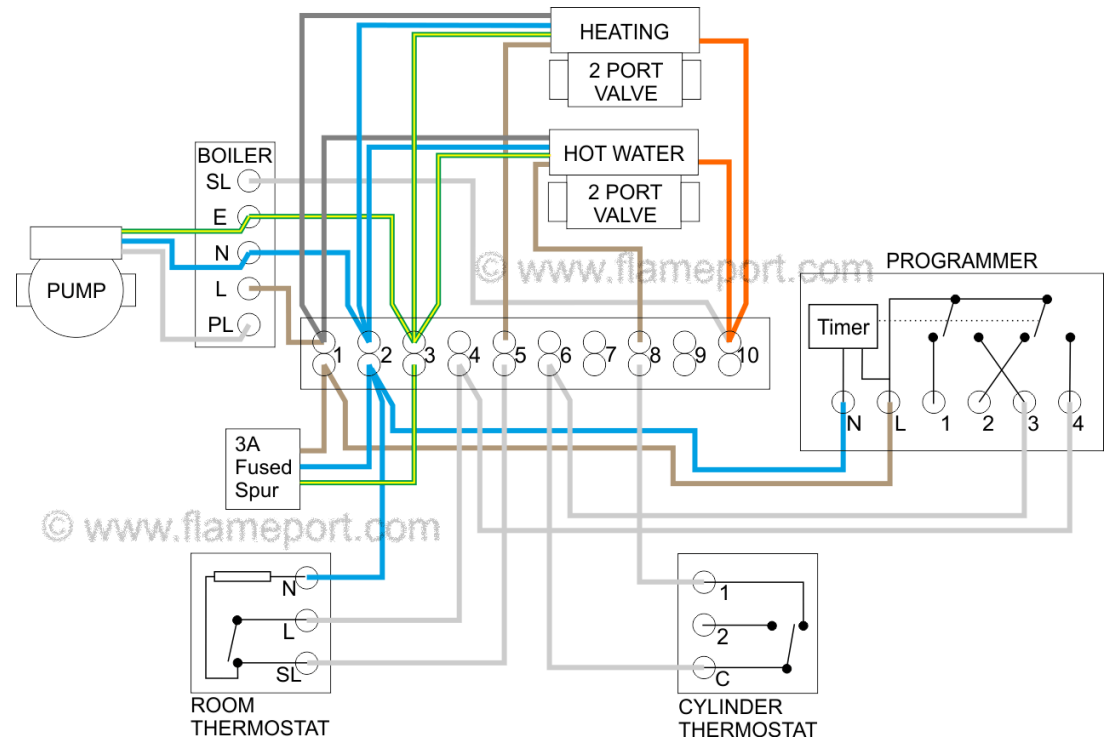 HEATING
2 PORT
VALVE
HOT WATER
2 PORT
VALVE
BOILER
SL
E
N
L
PL
PUMP
© www.flameport.com
PROGRAMMER
Timer
N
L
1
2
3
4
1
2
3
4
5
6
7
8
9
10
3A
Fused
Spur
© www.flameport.com
N
L
SL
ROOM
THERMOSTAT
1
2
C
CYLINDER
THERMOSTAT